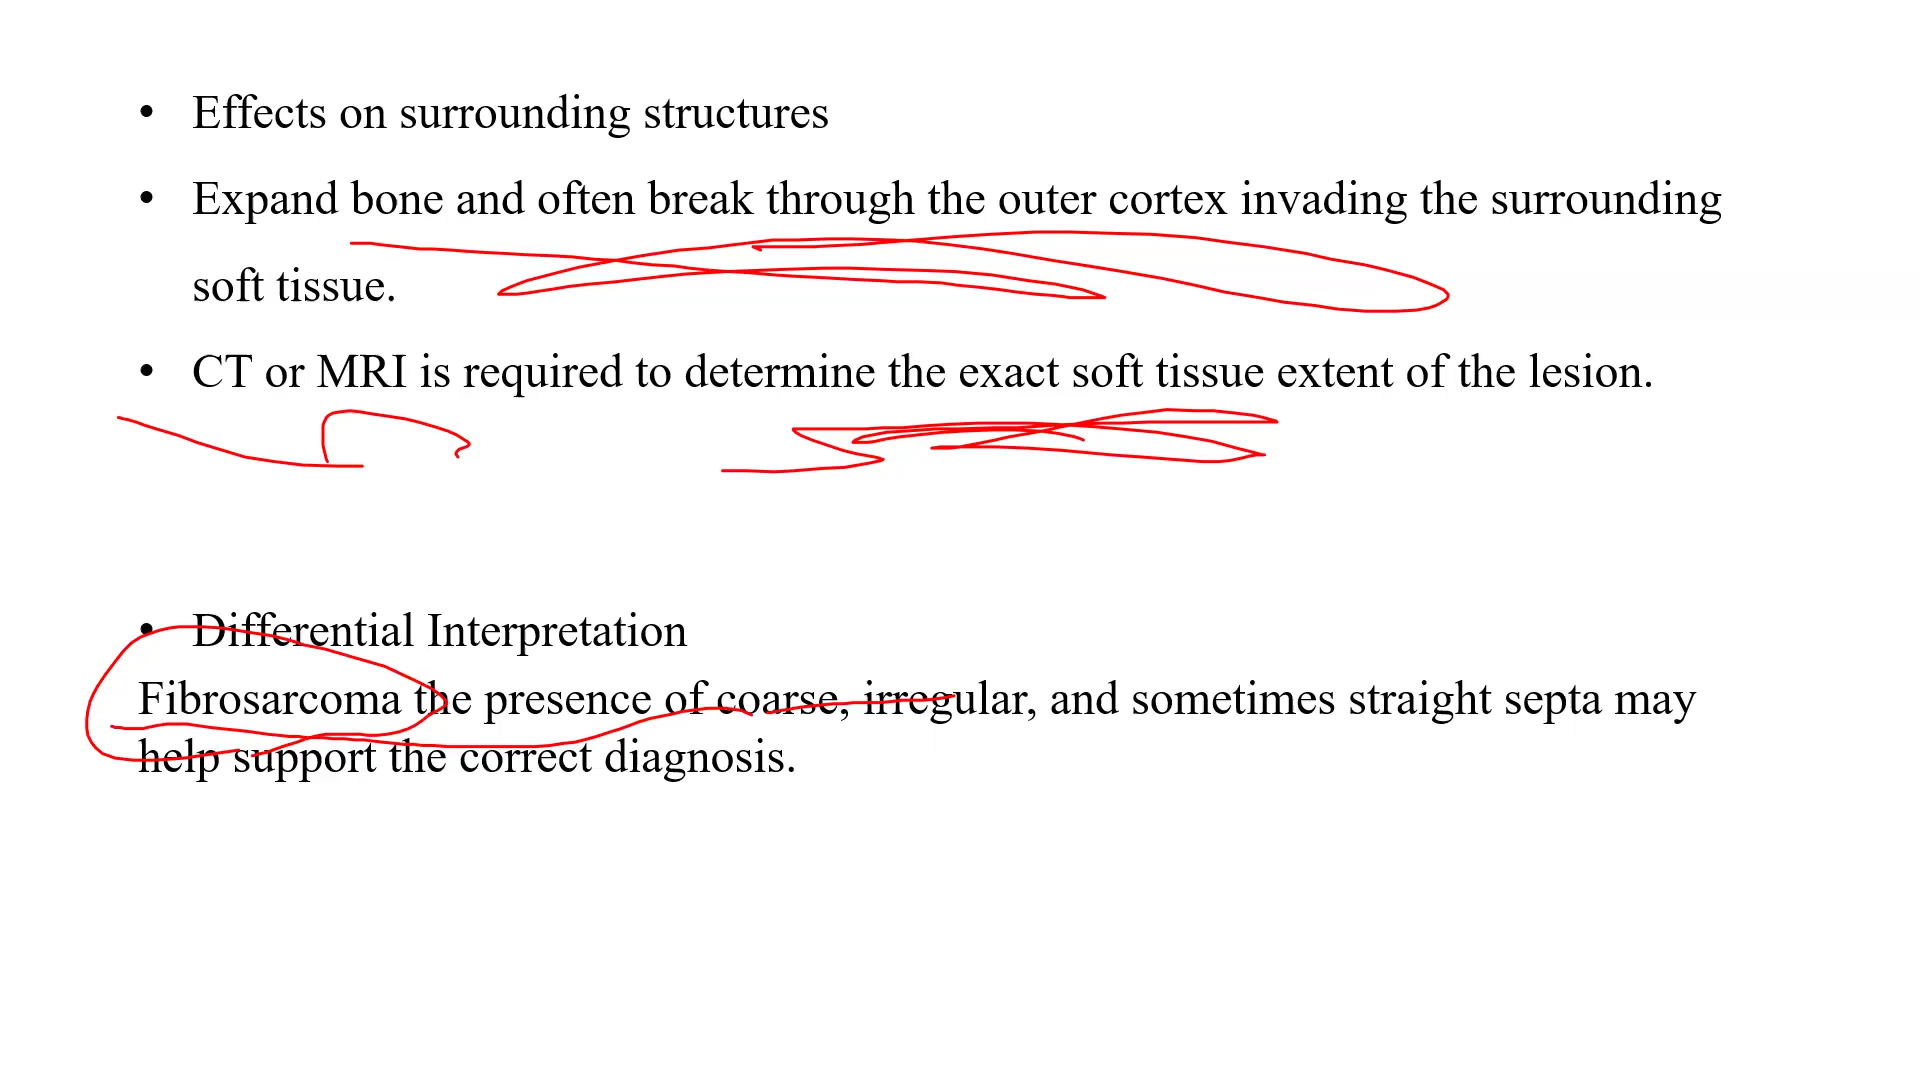 • Effects on surrounding structures
• Expand bone and often break through the outer cortex invading the surrounding
soft tissue.
• CT or MRI is required to determine the exact soft tissue extent of the lesion.
• Differential Interpretation
Fibrosarcoma the presence of coarse, irregular, and sometimes straight septa may
help support the correct diagnosis.